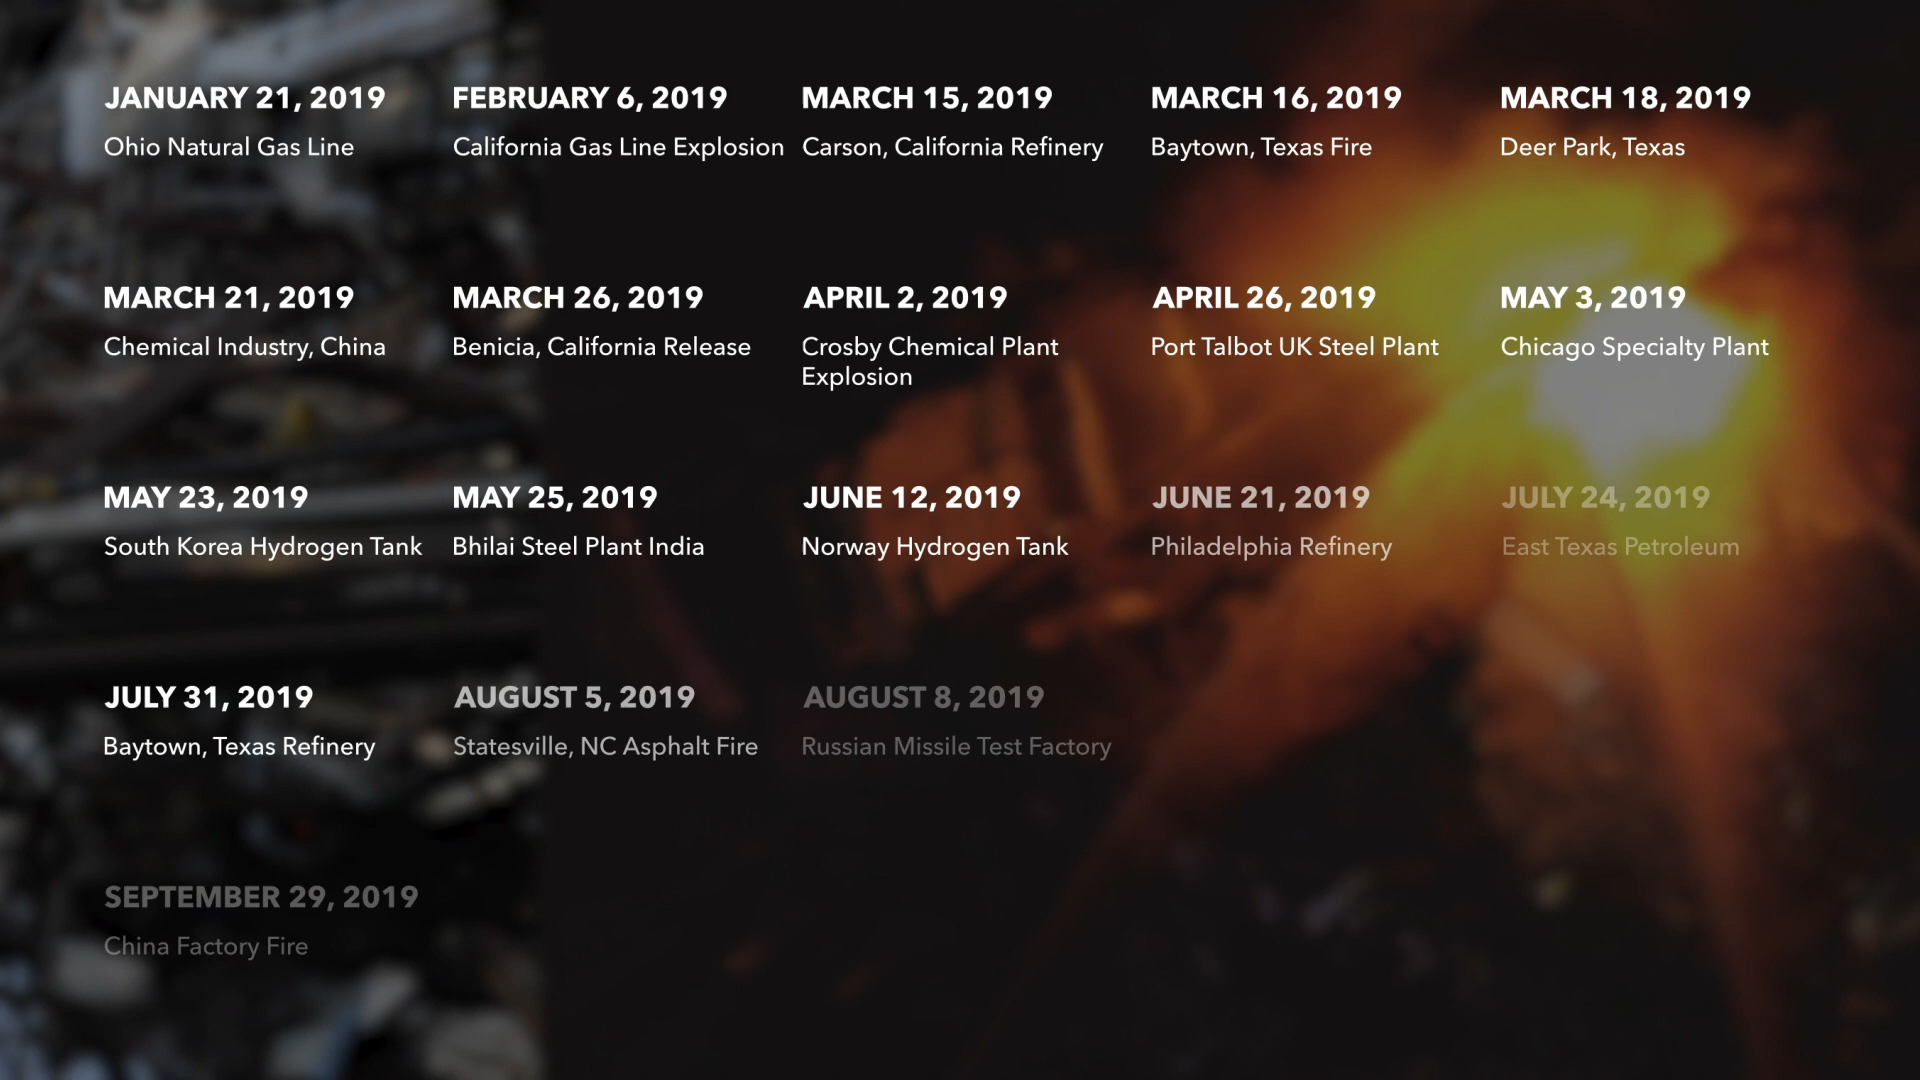 JANUARY 21, 2019
Ohio Natural Gas Line
FEBRUARY 6, 2019
California Gas Line Explosion
MARCH 15, 2019
Carson, California Refinery
MARCH 16, 2019
Baytown, Texas Fire
MARCH 18, 2019
Deer Park, Texas
MARCH 21, 2019
Chemical Industry, China
MARCH 26, 2019
Benicia, California Release
APRIL 2, 2019
Crosby Chemical Plant
Explosion
APRIL 26, 2019
Port Talbot UK Steel Plant
MAY 3, 2019
Chicago Specialty Plant
MAY 23, 2019
South Korea Hydrogen Tank
MAY 25, 2019
Bhilai Steel Plant India
JUNE 12, 2019
Norway Hydrogen Tank
JUNE 21, 2019
Philadelphia Refinery
JULY 24, 2019
East Texas Petroleum
JULY 31, 2019
Baytown, Texas Refinery
AUGUST 5, 2019
Statesville, NC Asphalt Fire
AUGUST 8, 2019
Russian Missile Test Factory
SEPTEMBER 29, 2019
China Factory Fire